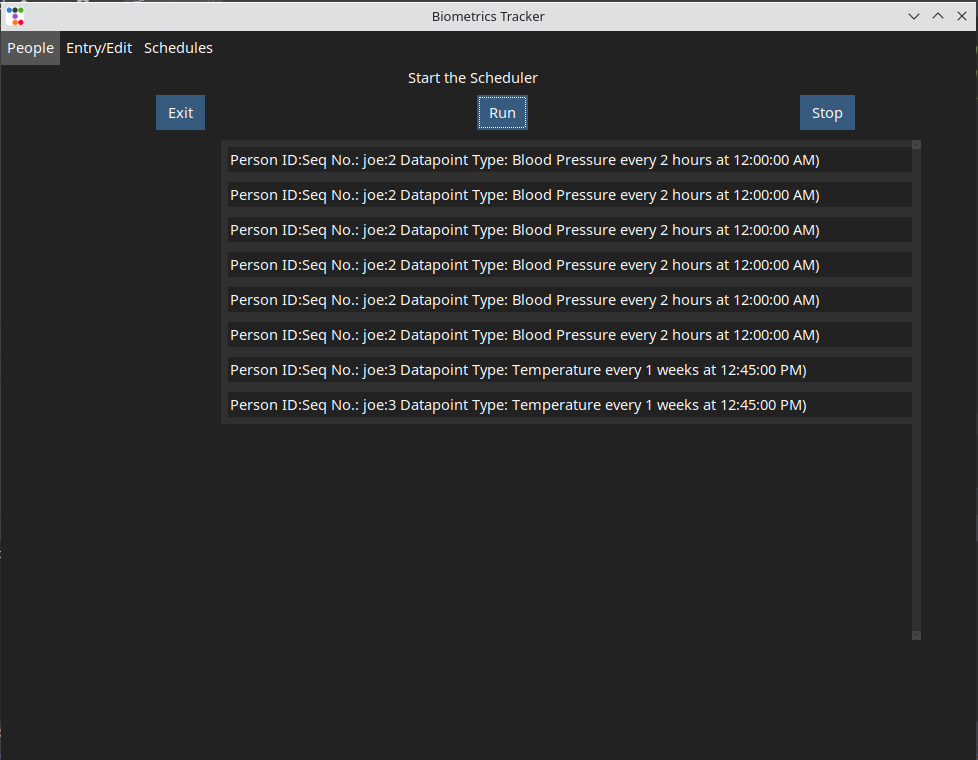 Biometrics Tracker
People Entry/Edit Schedules
Start the Scheduler
Exit Run Stop
Person ID:Seq No.: joe:2 Datapoint Type: Blood Pressure every 2 hours at 12:00:00 AM)
Person ID:Seq No.: joe:2 Datapoint Type: Blood Pressure every 2 hours at 12:00:00 AM)
Person ID:Seq No.: joe:2 Datapoint Type: Blood Pressure every 2 hours at 12:00:00 AM)
Person ID:Seq No.: joe:2 Datapoint Type: Blood Pressure every 2 hours at 12:00:00 AM)
Person ID:Seq No.: joe:2 Datapoint Type: Blood Pressure every 2 hours at 12:00:00 AM)
Person ID:Seq No.: joe:2 Datapoint Type: Blood Pressure every 2 hours at 12:00:00 AM)
Person ID:Seq No.: joe:3 Datapoint Type: Temperature every 1 weeks at 12:45:00 PM)
Person ID:Seq No.: joe:3 Datapoint Type: Temperature every 1 weeks at 12:45:00 PM)